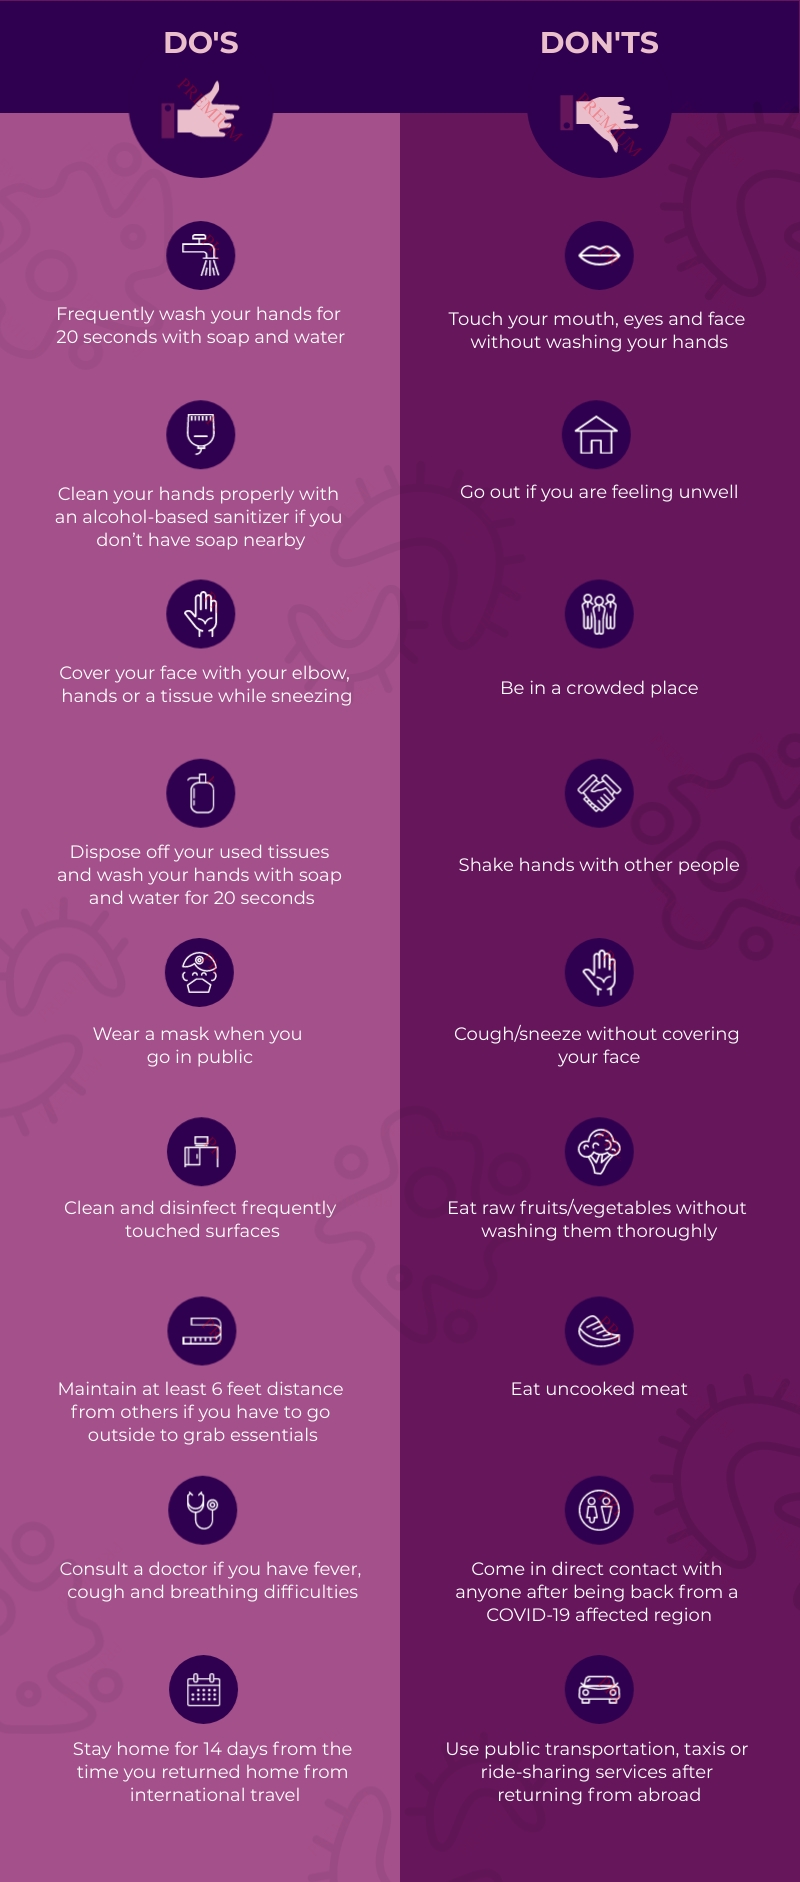 DO'S
DON'TS
PREMIUM
PREMIUM
Frequently wash your hands for
20 seconds with soap and water
Touch your mouth, eyes and face
without washing your hands
Clean your hands properly with
an alcohol-based sanitizer if you
don’t have soap nearby
Go out if you are feeling unwell
Cover your face with your elbow,
hands or a tissue while sneezing
Be in a crowded place
Dispose off your used tissues
and wash your hands with soap
and water for 20 seconds
Shake hands with other people
Wear a mask when you
go in public
Cough/sneeze without covering
your face
Clean and disinfect frequently
touched surfaces
Eat raw fruits/vegetables without
washing them thoroughly
Maintain at least 6 feet distance
from others if you have to go
outside to grab essentials
Eat uncooked meat
Consult a doctor if you have fever,
cough and breathing difficulties
Come in direct contact with
anyone after being back from a
COVID-19 affected region
Stay home for 14 days from the
time you returned home from
international travel
Use public transportation, taxis or
ride-sharing services after
returning from abroad